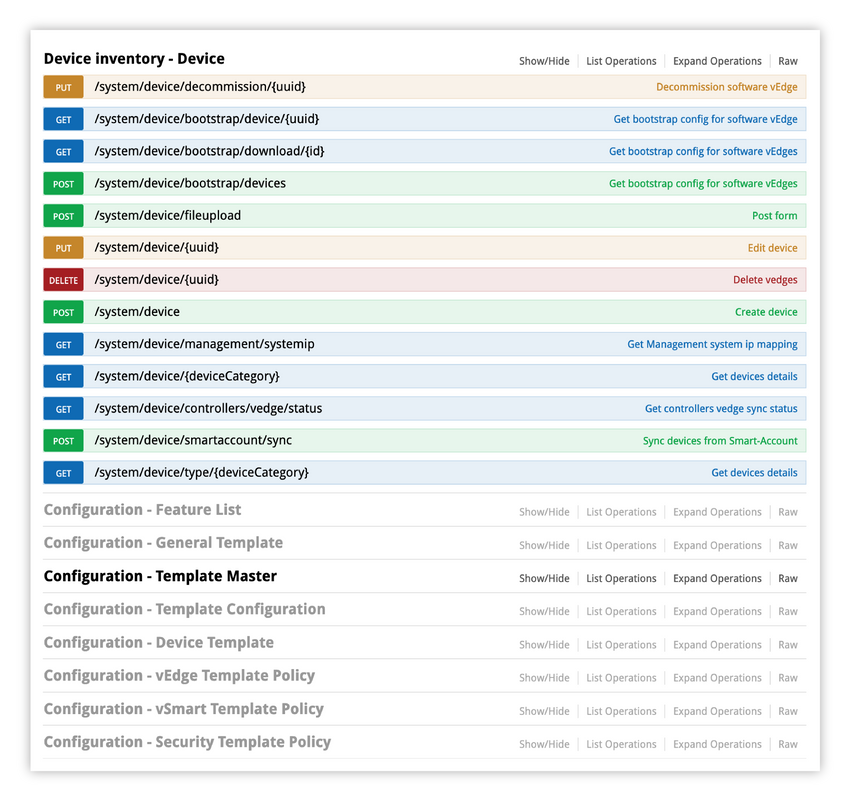 Device inventory - Device Show/Hide List Operations Expand Operations Raw
PUT /system/device/decommission/{uuid} Decommission software vEdge
GET /system/device/bootstrap/device/{uuid} Get bootstrap config for software vEdge
GET /system/device/bootstrap/download/{id} Get bootstrap config for software vEdges
POST /system/device/bootstrap/devices Get bootstrap config for software vEdges
POST /system/device/fileupload Post form
PUT /system/device/{uuid} Edit device
DELETE /system/device/{uuid} Delete vedges
POST /system/device Create device
GET /system/device/management/systemip Get Management system ip mapping
GET /system/device/{deviceCategory} Get devices details
GET /system/device/controllers/vedge/status Get controllers vedge sync status
POST /system/device/smartaccount/sync Sync devices from Smart-Account
GET /system/device/type/{deviceCategory} Get devices details
Configuration - Feature List Show/Hide List Operations Expand Operations Raw
Configuration - General Template Show/Hide List Operations Expand Operations Raw
Configuration - Template Master Show/Hide List Operations Expand Operations Raw
Configuration - Template Configuration Show/Hide List Operations Expand Operations Raw
Configuration - Device Template Show/Hide List Operations Expand Operations Raw
Configuration - vEdge Template Policy Show/Hide List Operations Expand Operations Raw
Configuration - vSmart Template Policy Show/Hide List Operations Expand Operations Raw
Configuration - Security Template Policy Show/Hide List Operations Expand Operations Raw